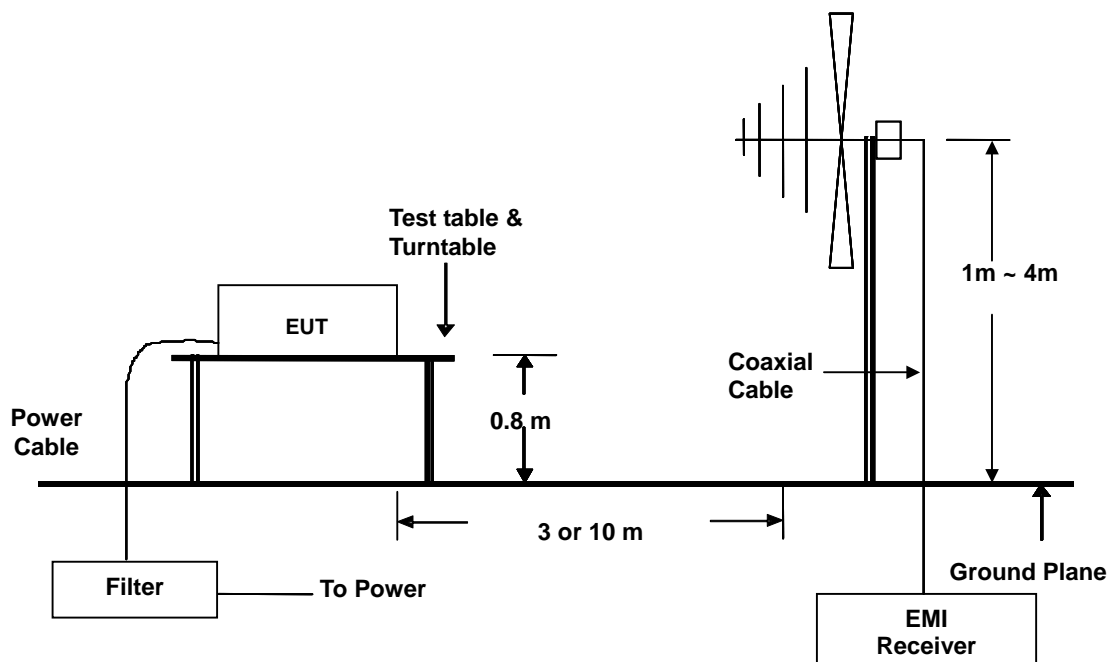 Test table &
Turntable
1m ~ 4m
EUT
Coaxial
Cable
0.8 m
Power
Cable
3 or 10 m
Ground Plane
Filter
To Power
EMI
Receiver